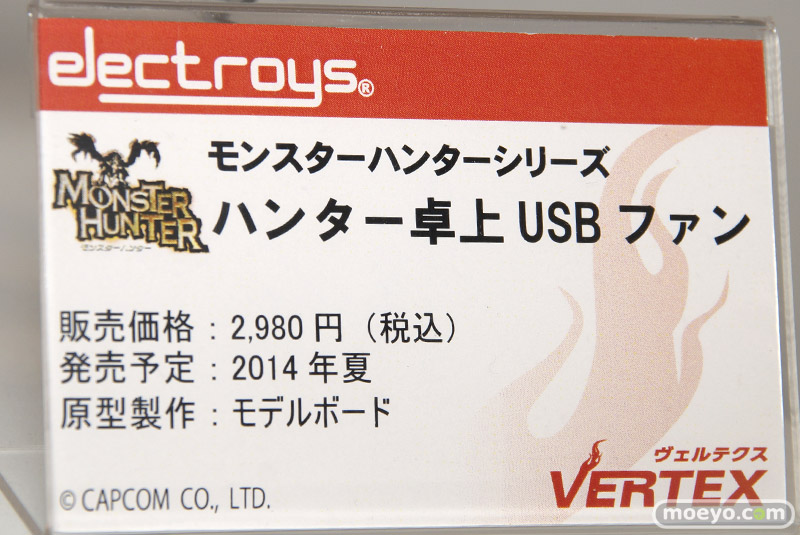 electroys®
MONSTER HUNTER
モンスターハンター
モンスターハンターシリーズ
ハンター卓上 USB ファン
販売価格：2,980 円（税込）
発売予定：2014 年夏
原型製作：モデルボード
© CAPCOM CO., LTD.
ヴェルテクス
VERTEX
moeyo.com